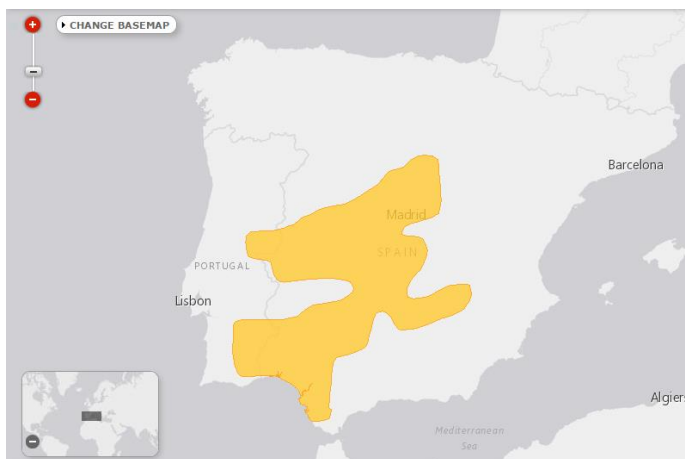 CHANGE BASEMAP
Barcelona
Madrid
SPAIN
PORTUGAL
Lisbon
Algiers
Mediterranean
Sea